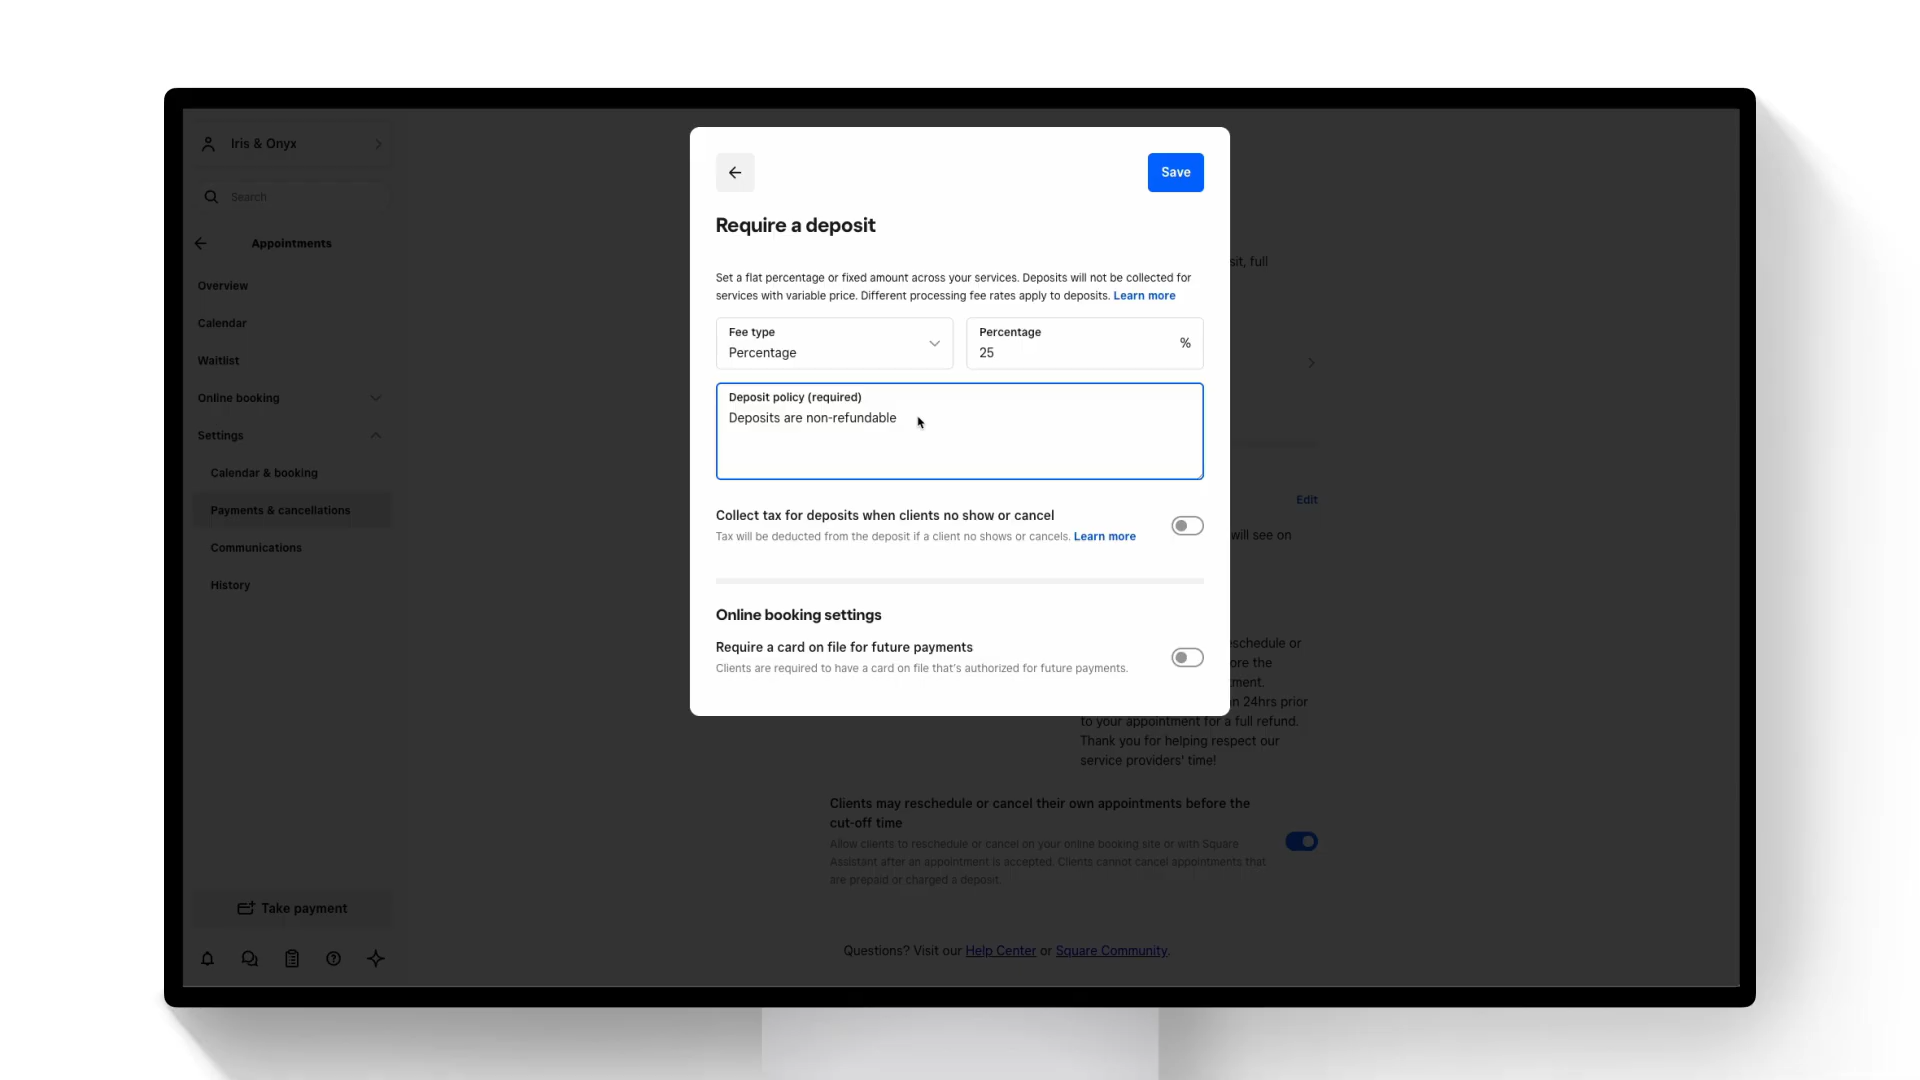 Iris & Onyx
Search
Appointments
Overview
Calendar
Waitlist
Online booking
Settings
Calendar & booking
Payments & cancellations
Communications
History
Take payment
Save
Require a deposit
Set a flat percentage or fixed amount across your services. Deposits will not be collected for
services with variable price. Different processing fee rates apply to deposits. Learn more
Fee type
Percentage
Percentage
25
%
Deposit policy (required)
Deposits are non-refundable
Collect tax for deposits when clients no show or cancel
Tax will be deducted from the deposit if a client no shows or cancels. Learn more
Online booking settings
Require a card on file for future payments
Clients are required to have a card on file that's authorized for future payments.
sit, full
Edit
will see on
schedule or
ore the
tment.
in 24hrs prior
to your appointment for a full refund.
Thank you for helping respect our
service providers' time!
Clients may reschedule or cancel their own appointments before the
cut-off time
Allow clients to reschedule or cancel on your online booking site or with Square
Assistant after an appointment is accepted. Clients cannot cancel appointments that
are prepaid or charged a deposit.
Questions? Visit our Help Center or Square Community.